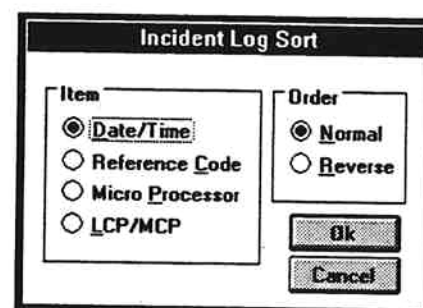 Incident Log Sort
Item
Date/Time
Reference Code
Micro Processor
LCP/MCP
Order
Normal
Reverse
Ok
Cancel